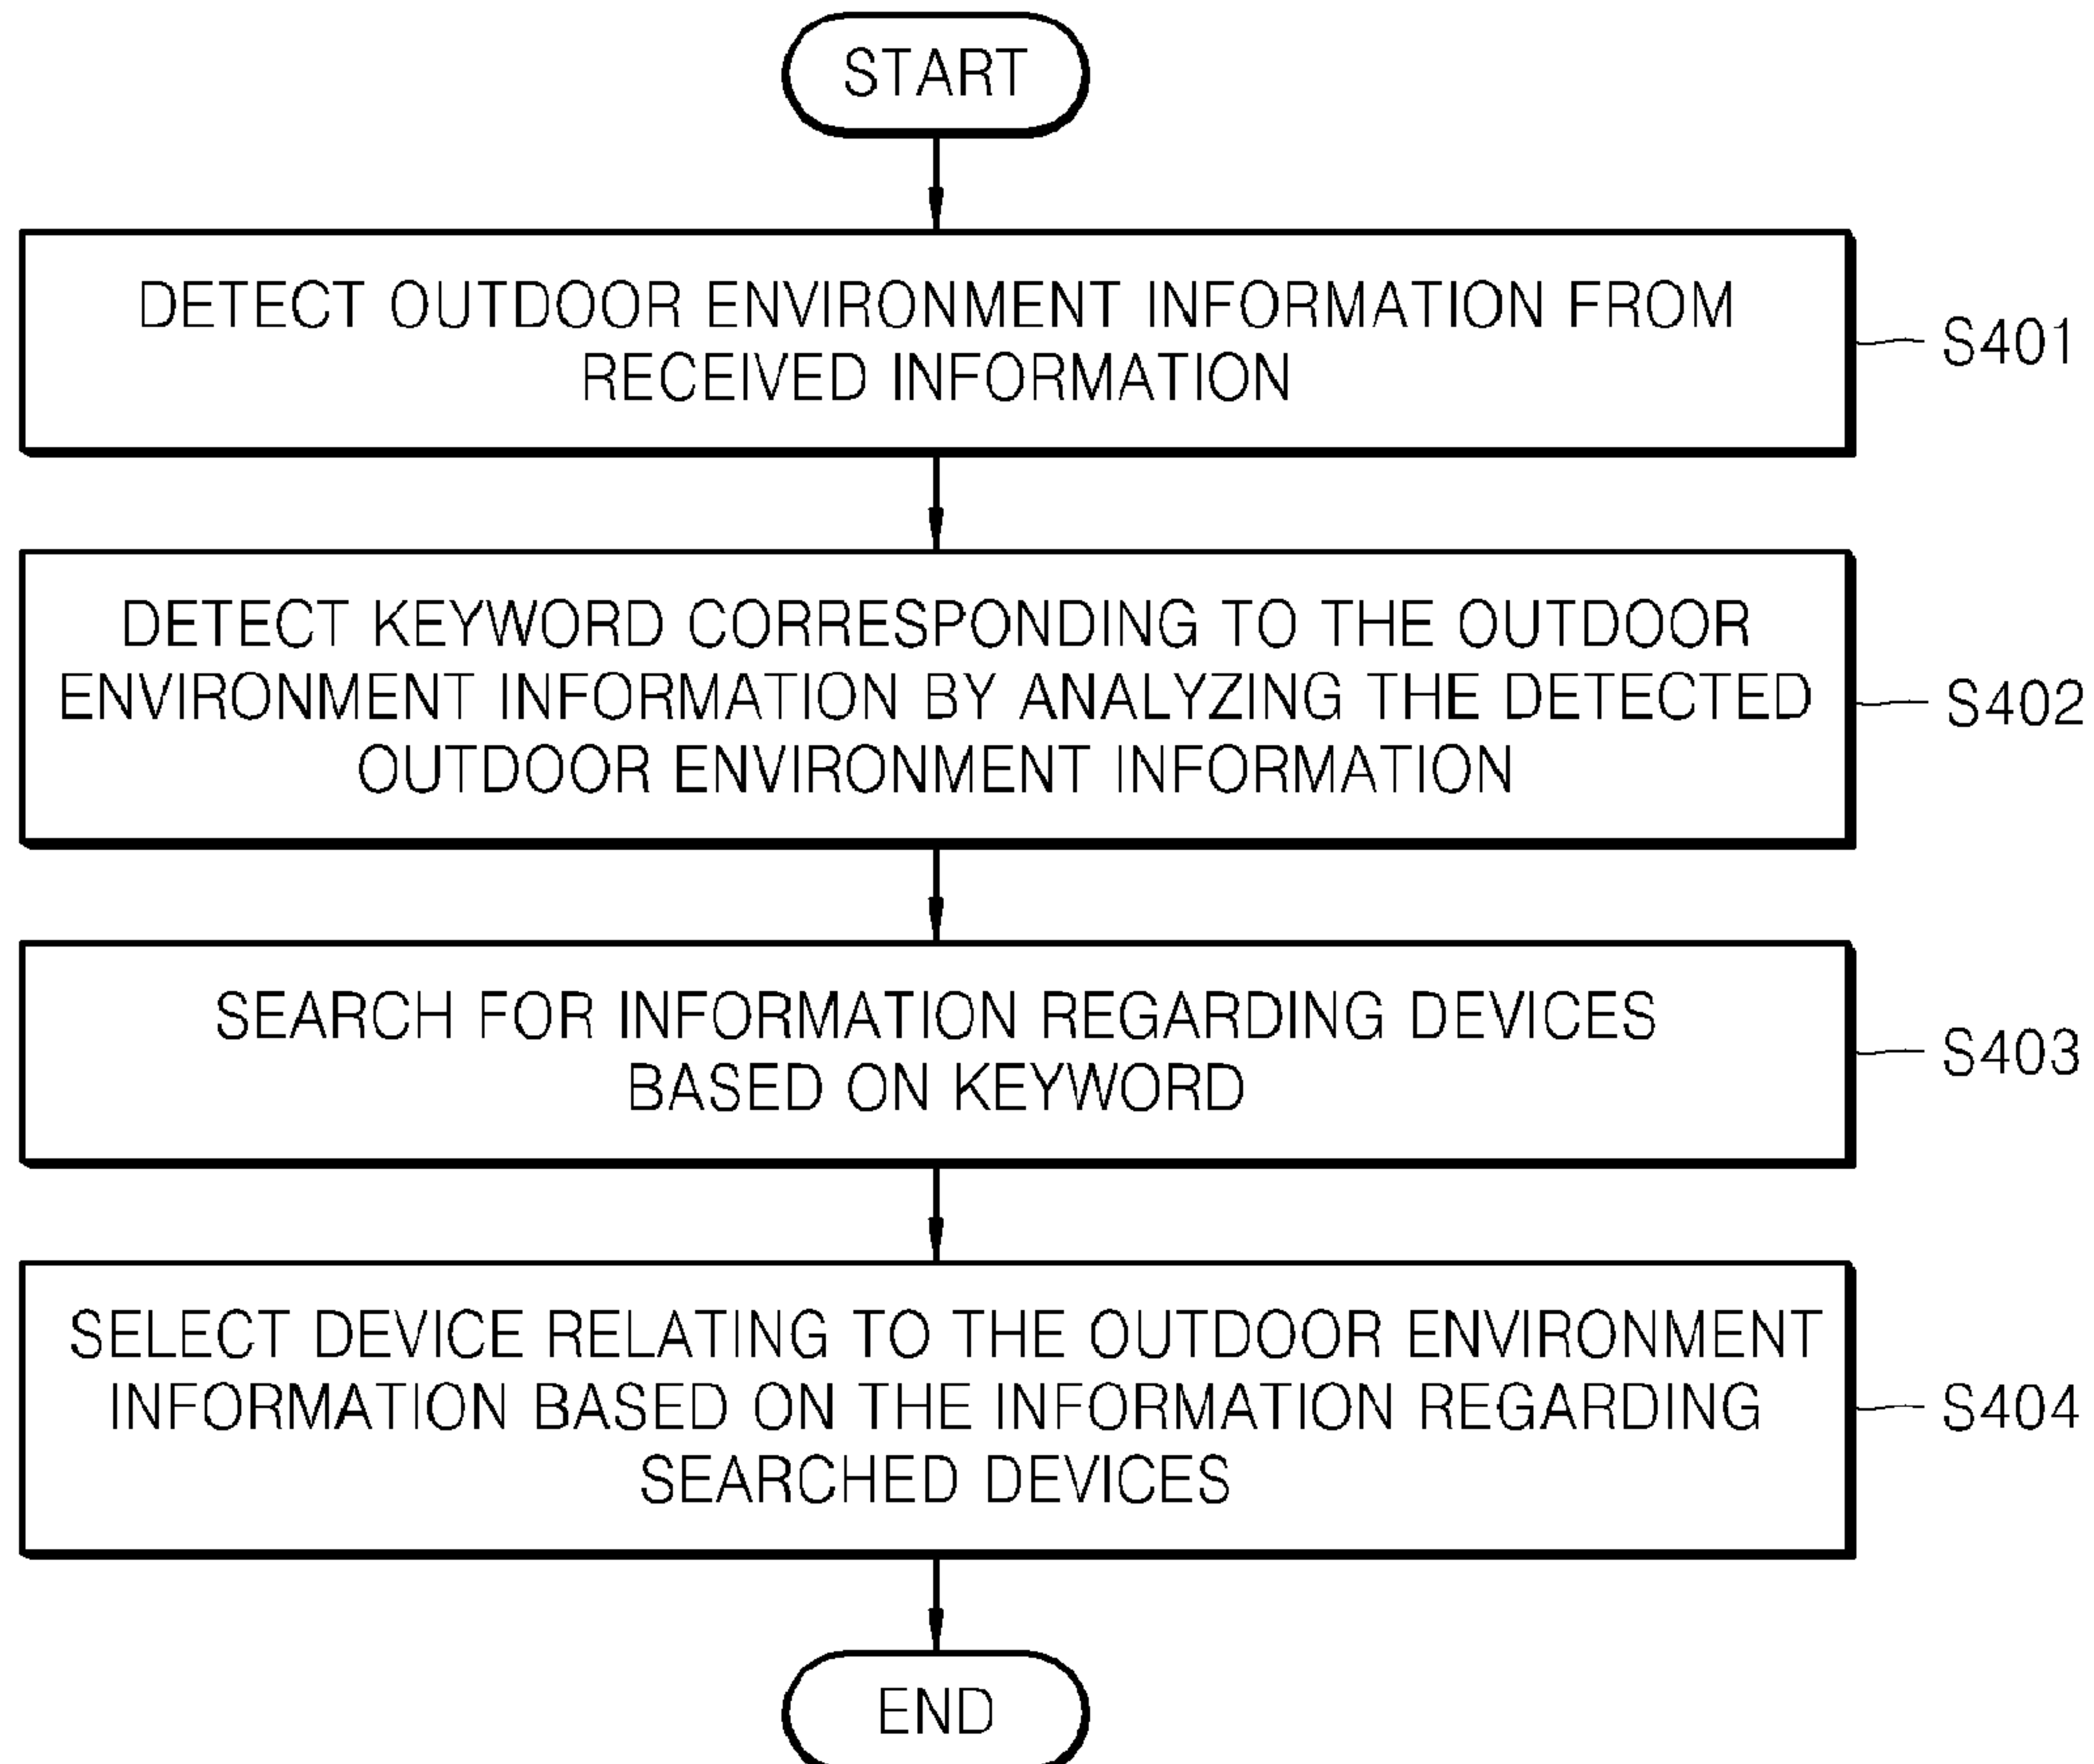 START
DETECT OUTDOOR ENVIRONMENT INFORMATION FROM
RECEIVED INFORMATION
S401
DETECT KEYWORD CORRESPONDING TO THE OUTDOOR
ENVIRONMENT INFORMATION BY ANALYZING THE DETECTED
OUTDOOR ENVIRONMENT INFORMATION
S402
SEARCH FOR INFORMATION REGARDING DEVICES
BASED ON KEYWORD
S403
SELECT DEVICE RELATING TO THE OUTDOOR ENVIRONMENT
INFORMATION BASED ON THE INFORMATION REGARDING
SEARCHED DEVICES
S404
END